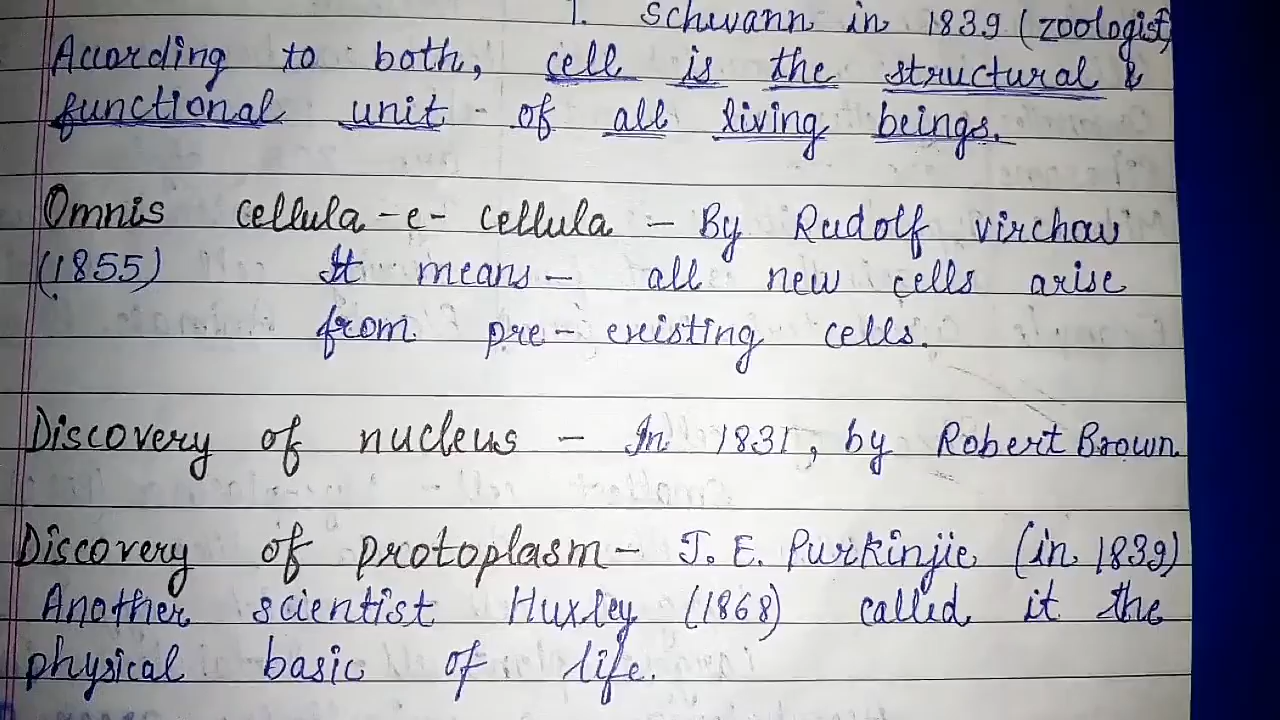 1. Schwann in 1839 (zoologist)
According to both, cell is the structural &
functional unit of all living beings.
Omnis cellula-e-cellula - By Rudolf virchow
(1855) It means - all new cells arise
from pre-existing cells.
Discovery of nucleus - In 1831, by Robert Brown.
Discovery of protoplasm - J. E. Purkinjie (in 1839)
Another scientist Huxley (1868) called it the
physical basic of life.